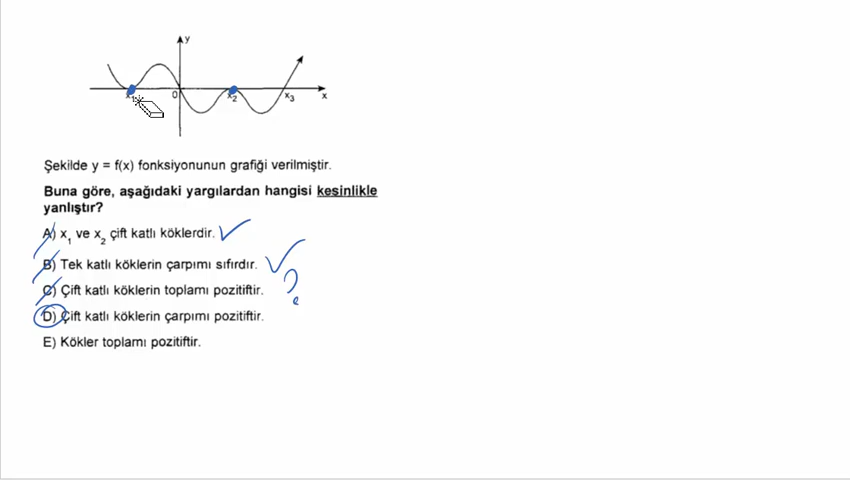 y
x₁ 0 x₂ x₃ x
Şekilde y = f(x) fonksiyonunun grafiği verilmiştir.
Buna göre, aşağıdaki yargılardan hangisi kesinlikle
yanlıştır?
A) x₁ ve x₂ çift katlı köklerdir.
B) Tek katlı köklerin çarpımı sıfırdır.
C) Çift katlı köklerin toplamı pozitiftir. ?
D) Çift katlı köklerin çarpımı pozitiftir.
E) Kökler toplamı pozitiftir.